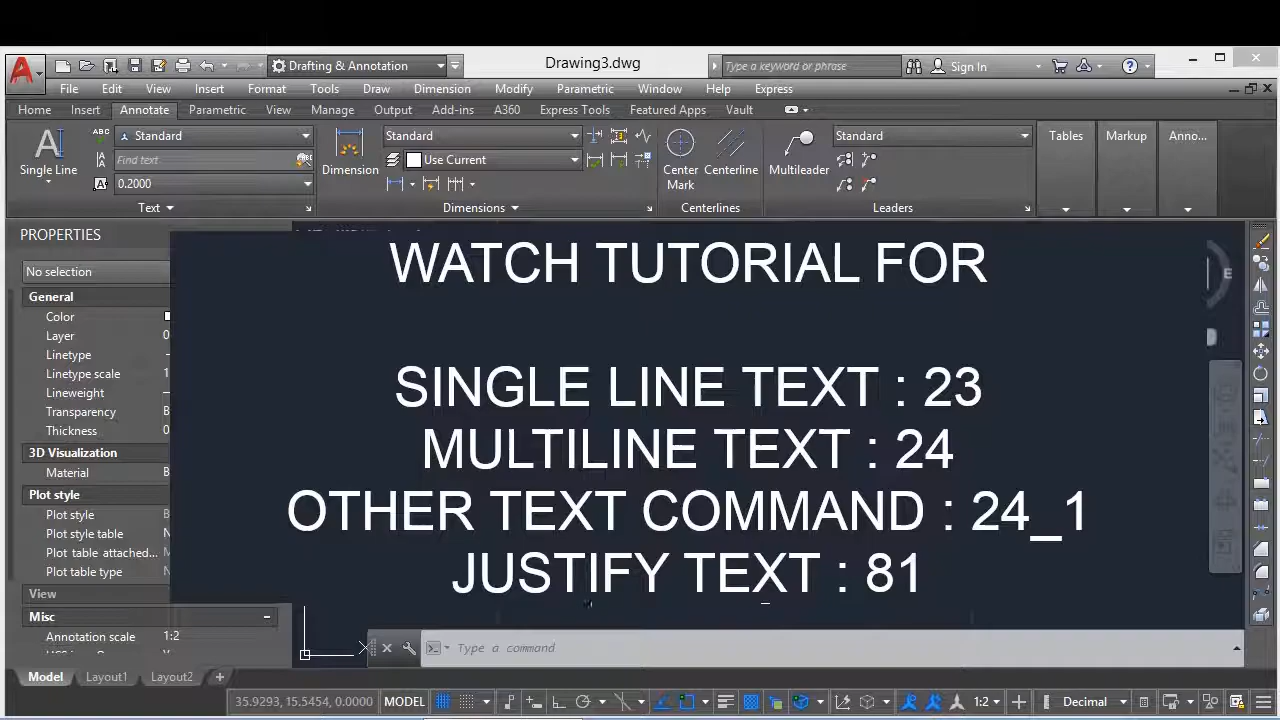 Drafting & Annotation
Drawing3.dwg
Type a keyword or phrase
Sign In
File Edit View Insert Format Tools Draw Dimension Modify Parametric Window Help Express
Home Insert Annotate Parametric View Manage Output Add-ins A360 Express Tools Featured Apps Vault
ABC Standard
Standard
Standard
Tables
Markup
Anno...
Single Line
Find text
Dimension
Use Current
Center Mark
Centerline
Multileader
0.2000
Text
Dimensions
Centerlines
Leaders
PROPERTIES
No selection
General
Color
Layer 0
Linetype
Linetype scale 1
Lineweight
Transparency B
Thickness 0
3D Visualization
Material B
Plot style
Plot style B
Plot style table N
Plot table attached...
Plot table type N
View
Misc
Annotation scale 1:2
WATCH TUTORIAL FOR
SINGLE LINE TEXT : 23
MULTILINE TEXT : 24
OTHER TEXT COMMAND : 24_1
JUSTIFY TEXT : 81
E
Type a command
Model Layout1 Layout2 +
35.9293, 15.5454, 0.0000 MODEL 1:2 Decimal